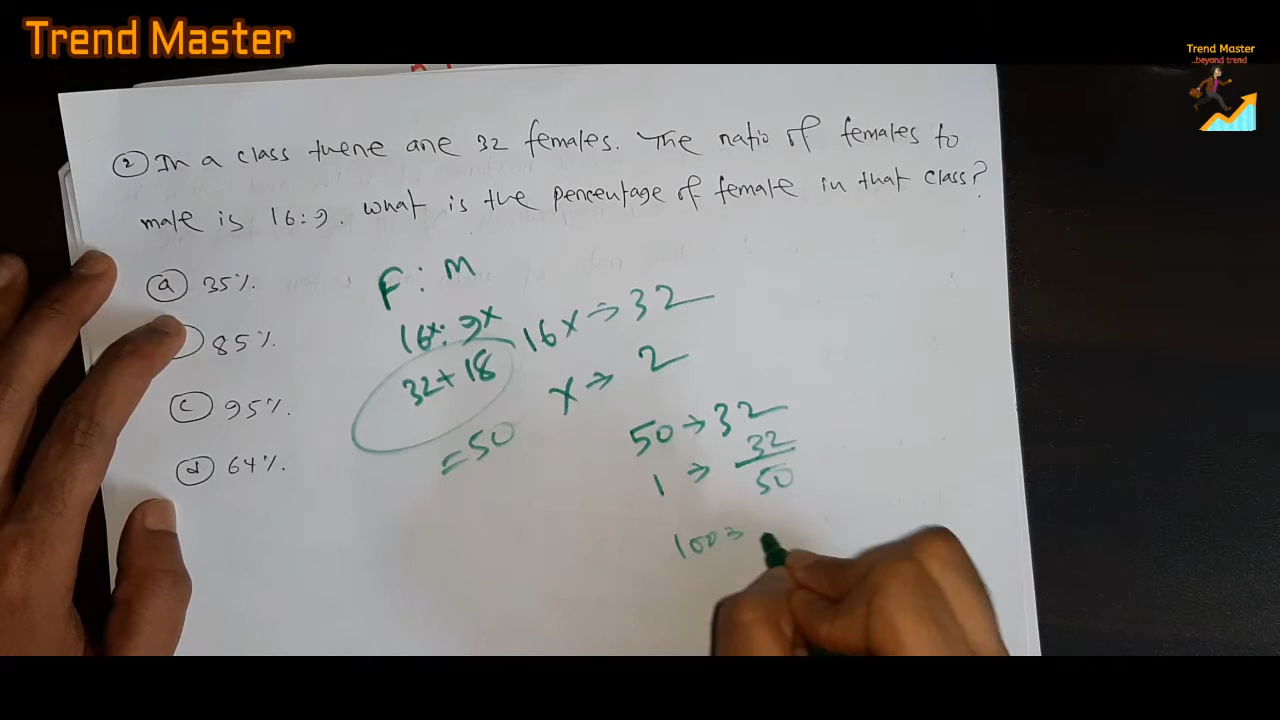 Trend Master
Trend Master
..beyond trend
② In a class there are 32 females. The ratio of females to
male is 16:9. what is the percentage of female in that class?
ⓐ 35%.
85%.
ⓒ 95%.
ⓓ 64%.
F : M
16x : 9x
32 + 18
= 50
16x → 32
x → 2
50 → 32
1 → 32/50
100 →